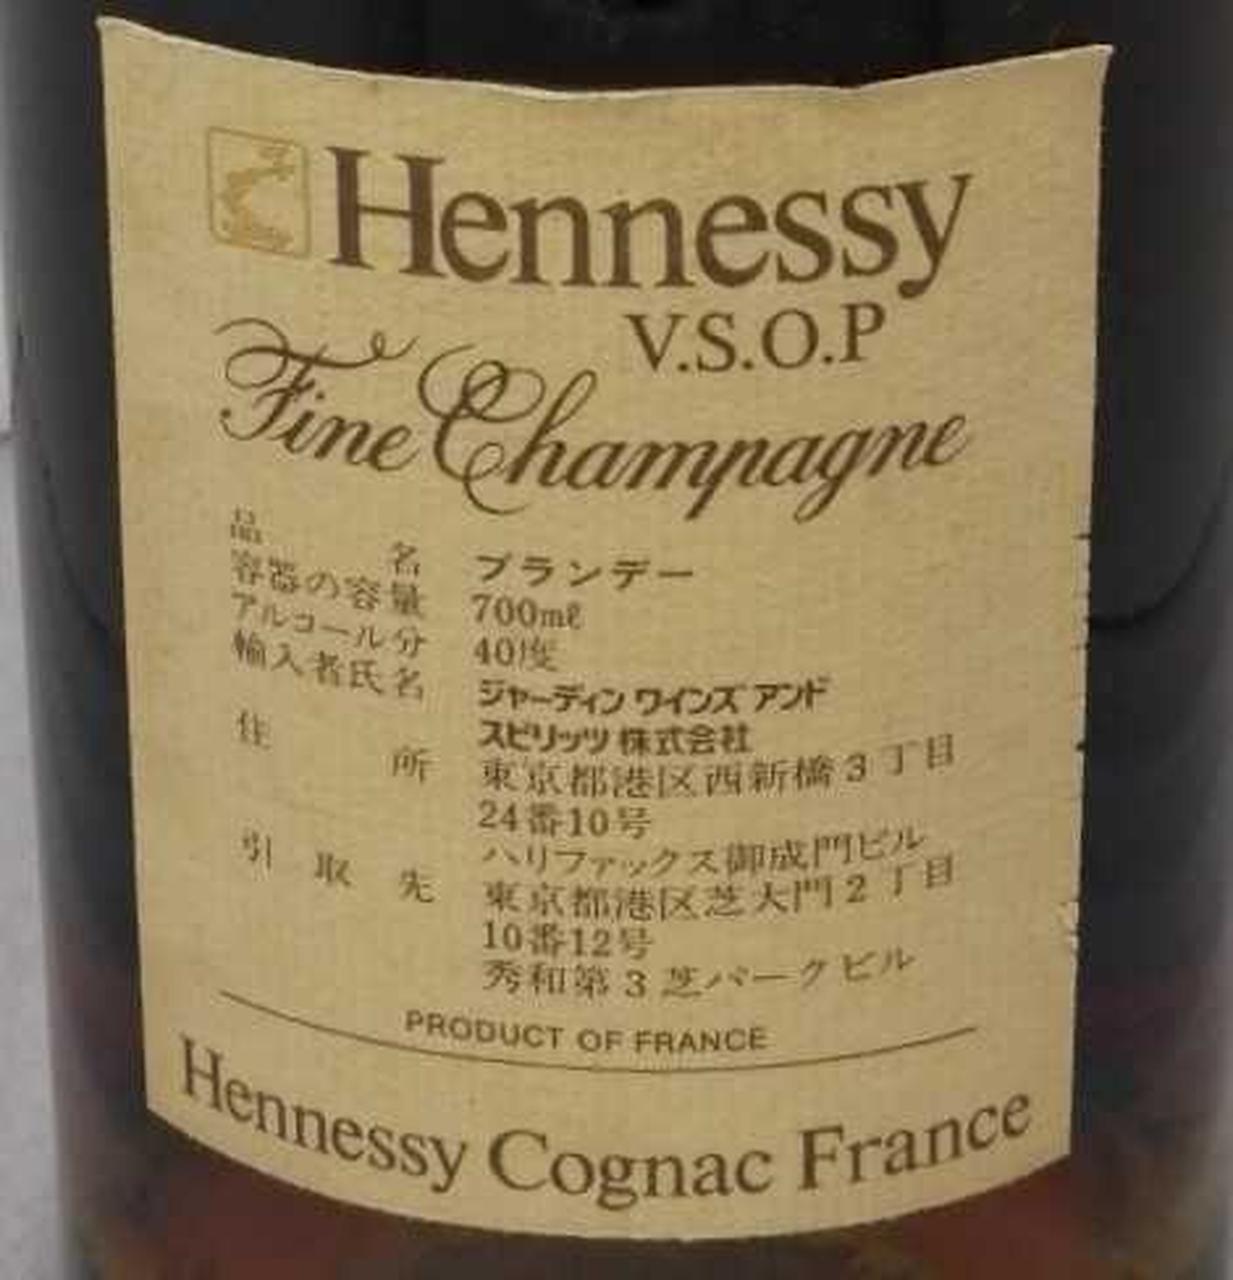 Hennessy
V.S.O.P
Fine Champagne
品名 ブランデー
容器の容量 700mℓ
アルコール分 40度
輸入者氏名 ジャーディン ワインズ アンド
スピリッツ 株式会社
住所 東京都港区西新橋3丁目
24番10号
ハリファックス御成門ビル
引取先 東京都港区芝大門2丁目
10番12号
秀和第3芝パークビル
PRODUCT OF FRANCE
Hennessy Cognac France